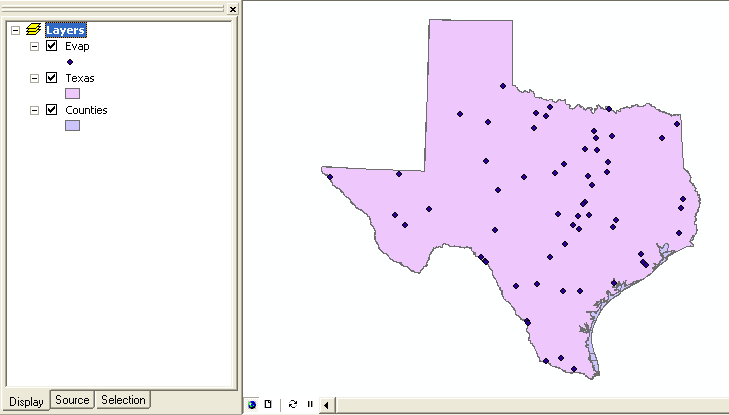 Layers
Evap
Texas
Counties
Display
Source
Selection